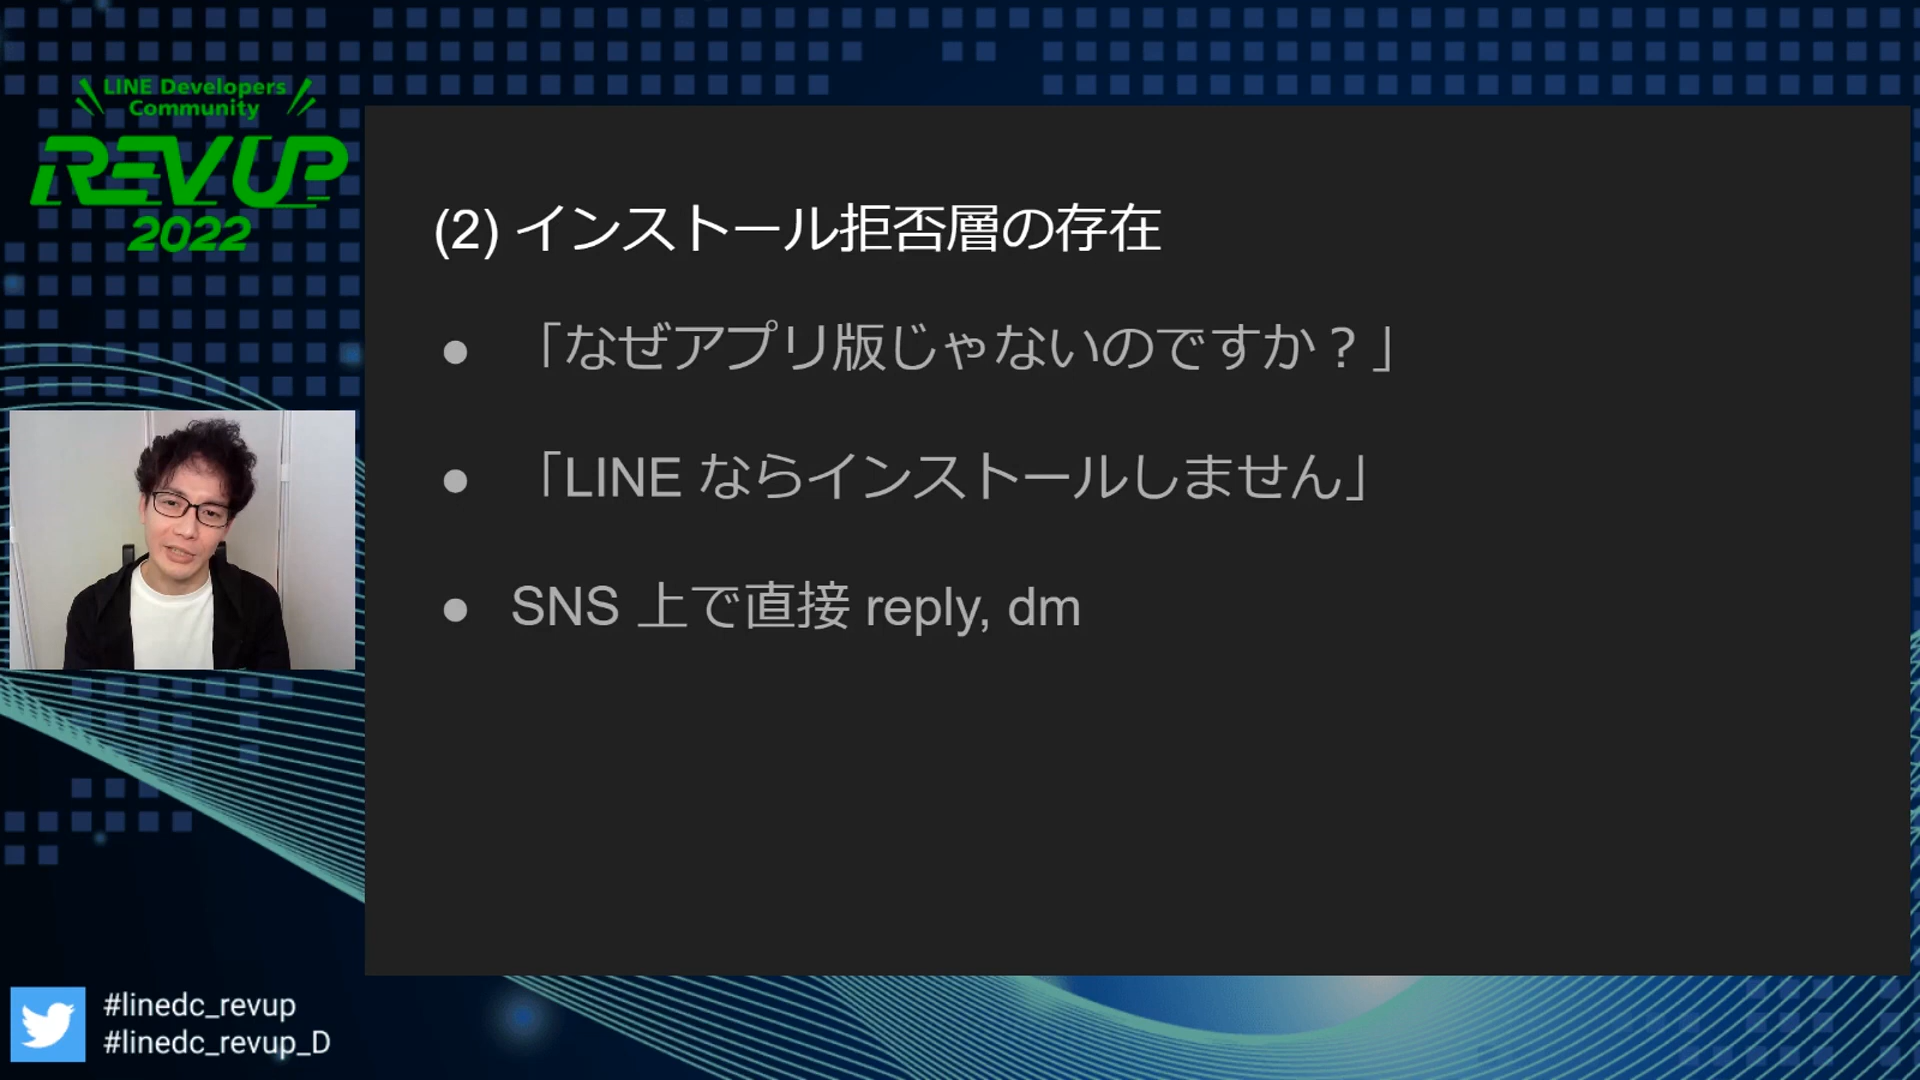 LINE Developers
Community
REVUP
2022
(2) インストール拒否層の存在
● 「なぜアプリ版じゃないのですか？」
● 「LINE ならインストールしません」
● SNS 上で直接 reply, dm
#linedc_revup
#linedc_revup_D